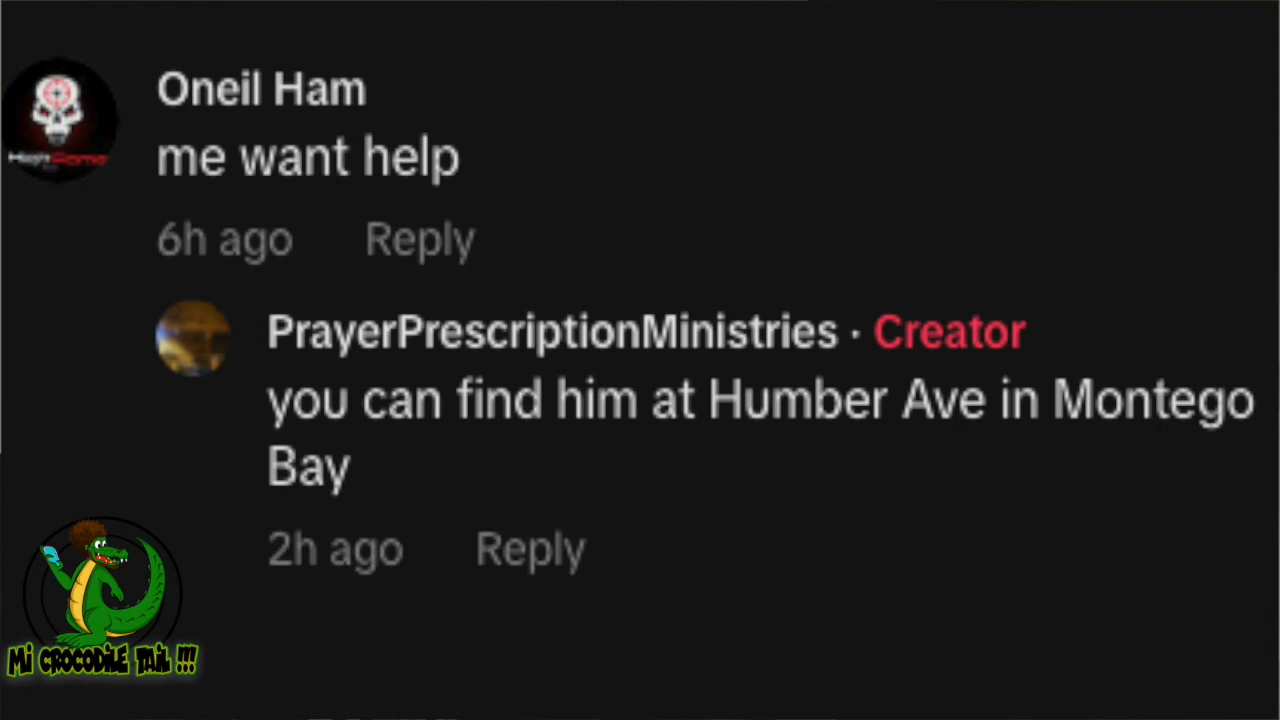 Oneil Ham
me want help
6h ago Reply
PrayerPrescriptionMinistries · Creator
you can find him at Humber Ave in Montego
Bay
2h ago Reply
Mi CROCODiLE TAiL !!!